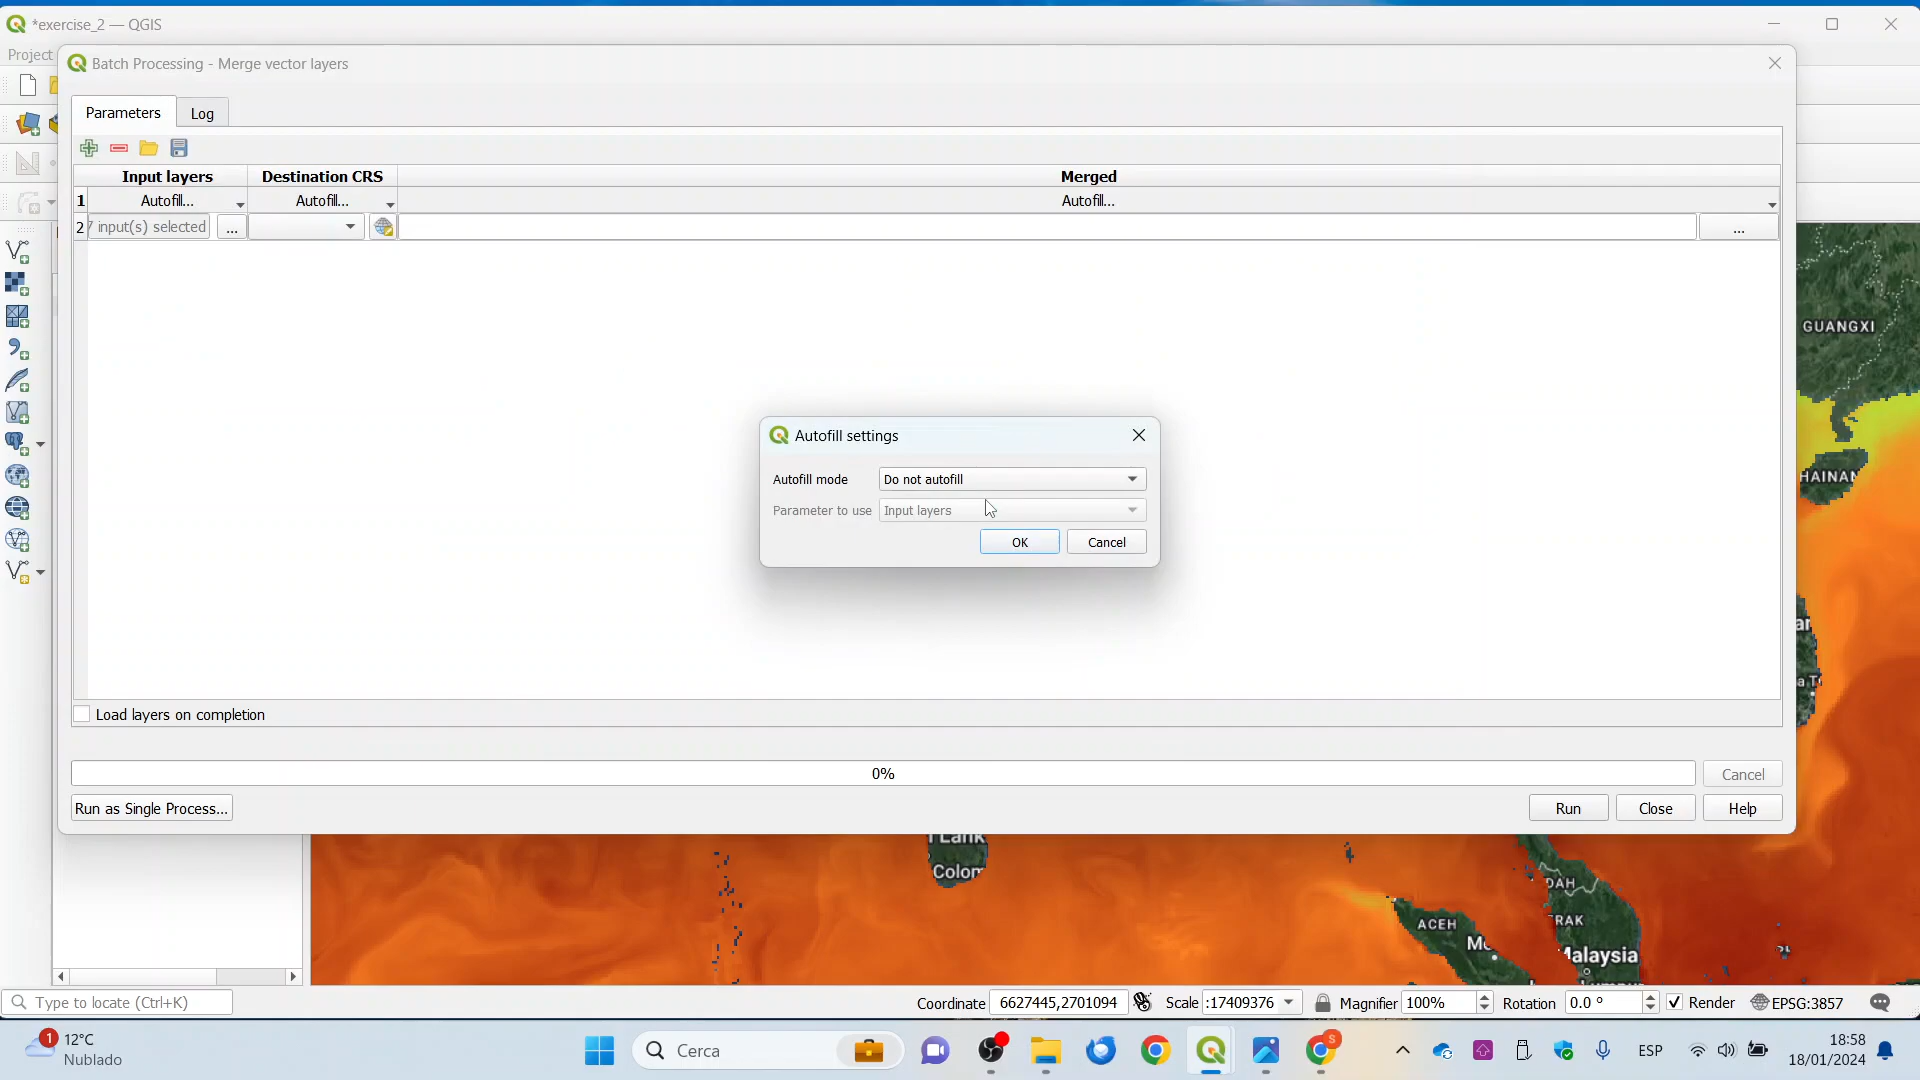 *exercise_2 — QGIS
Project
Batch Processing - Merge vector layers
Parameters
Log
Input layers
Destination CRS
Merged
1
Autofill...
Autofill...
Autofill...
2
7 input(s) selected
...
...
GUANGXI
HAINAN
Autofill settings
Autofill mode
Do not autofill
Parameter to use
Input layers
OK
Cancel
Load layers on completion
0%
Cancel
Run as Single Process...
Run
Close
Help
Colom
ACEH
DAH
RAK
Malaysia
Type to locate (Ctrl+K)
Coordinate
6627445,2701094
Scale
:17409376
Magnifier
100%
Rotation
0.0 °
Render
EPSG:3857
1
12°C
Nublado
Cerca
S
ESP
18:58
18/01/2024